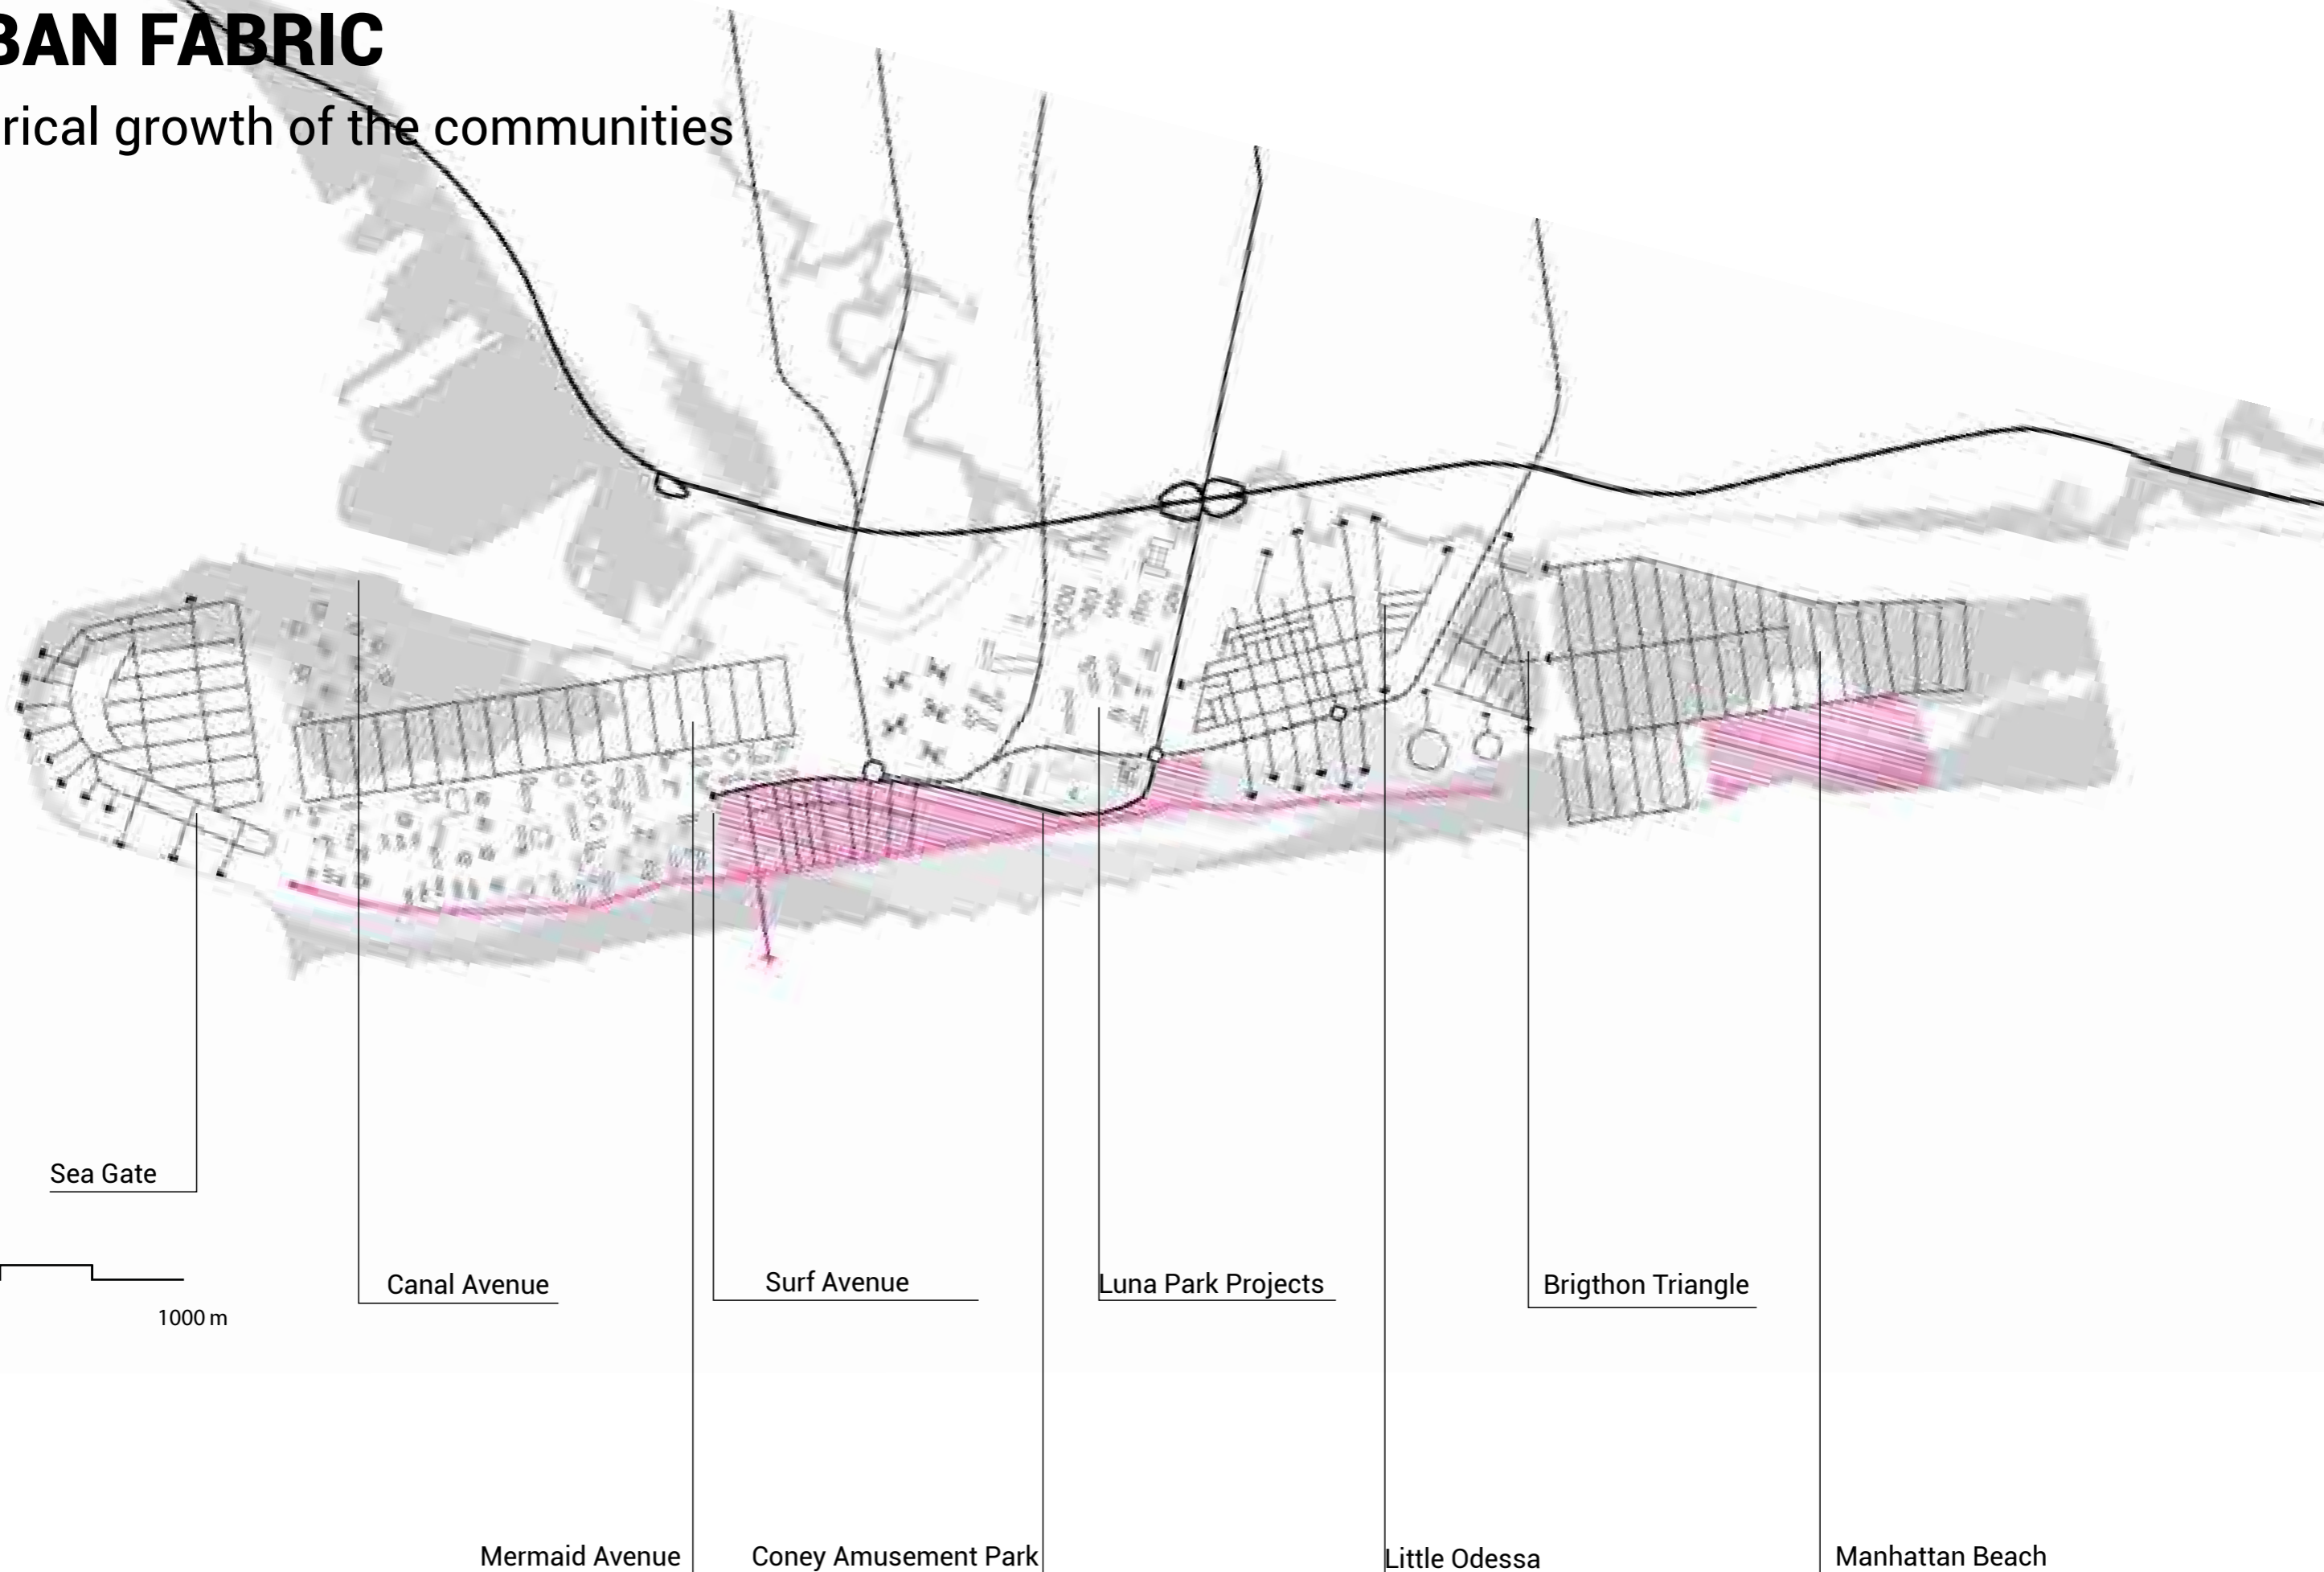 BAN FABRIC
rical growth of the communities
Sea Gate
Canal Avenue
Surf Avenue
Luna Park Projects
Brigthon Triangle
1000 m
Mermaid Avenue
Coney Amusement Park
Little Odessa
Manhattan Beach